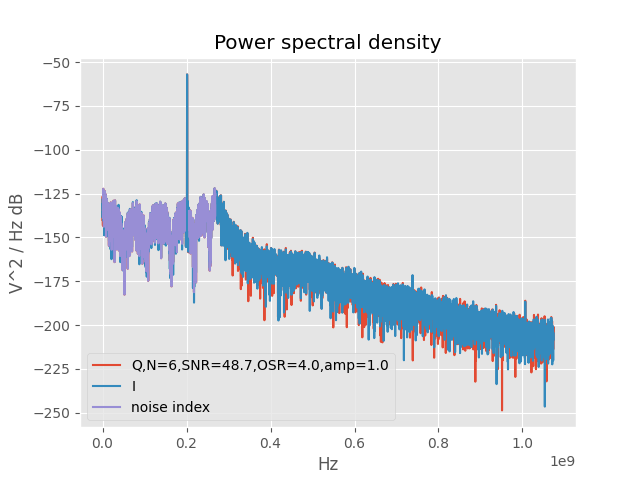 Power spectral density
V^2 / Hz dB
−50
−75
−100
−125
−150
−175
−200
−225
−250
Q,N=6,SNR=48.7,OSR=4.0,amp=1.0
I
noise index
0.0 0.2 0.4 0.6 0.8 1.0
1e9
Hz